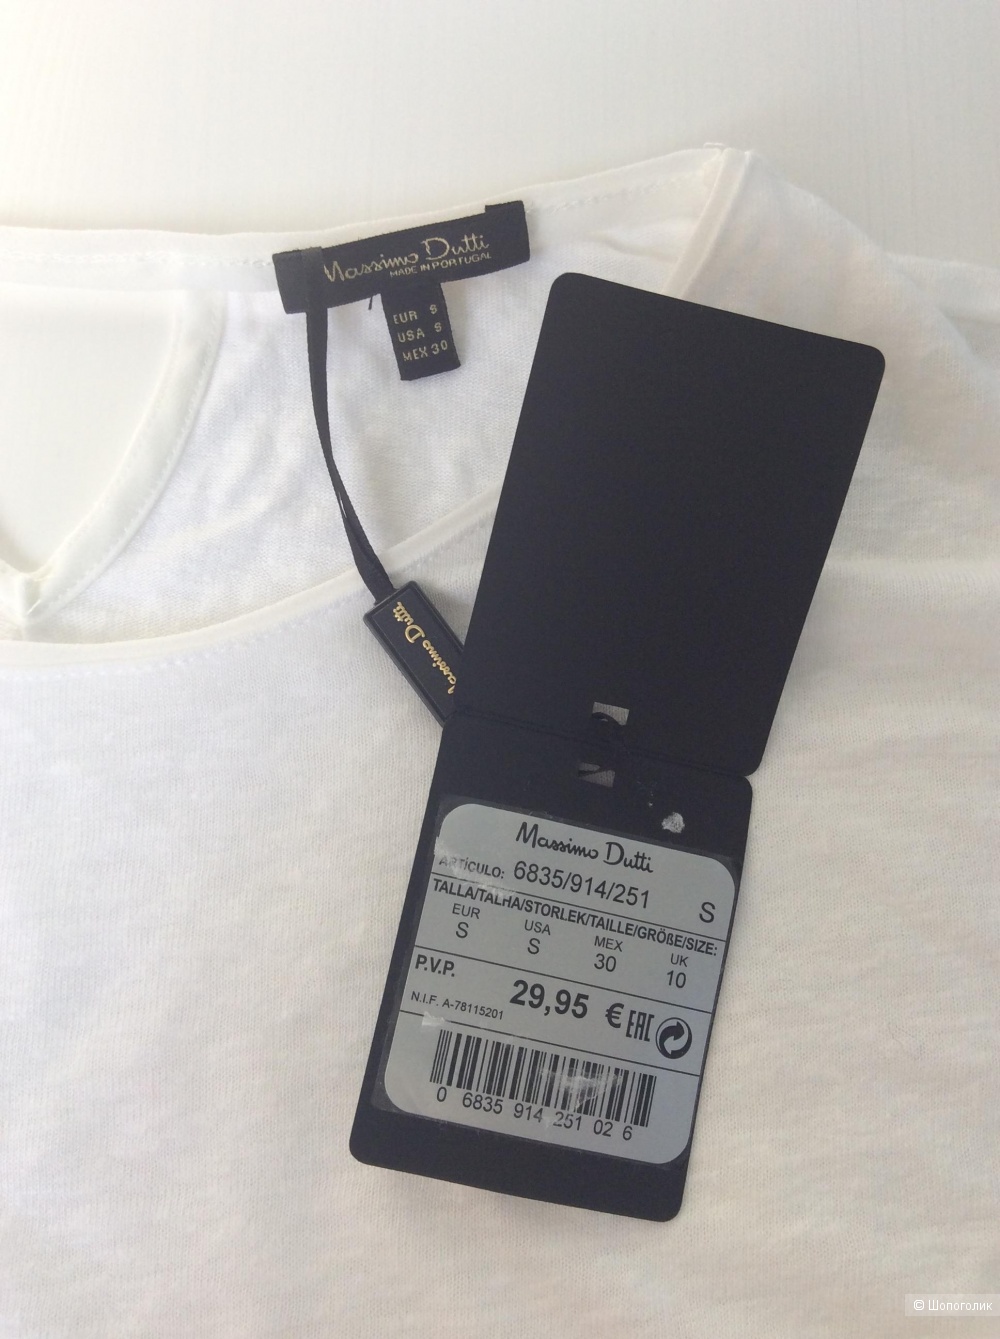 Massimo Dutti
MADE IN PORTUGAL
EUR S
USA S
MEX 30
Massimo Dutti
Massimo Dutti
ARTÍCULO: 6835/914/251 S
TALLA/TALHA/STORLEK/TAILLE/GRÖßE/SIZE:
EUR USA MEX UK
S S 30 10
P.V.P. 29,95 € EAC
N.I.F. A-78115201
0 6835 914 251 02 6
© Шопоголик